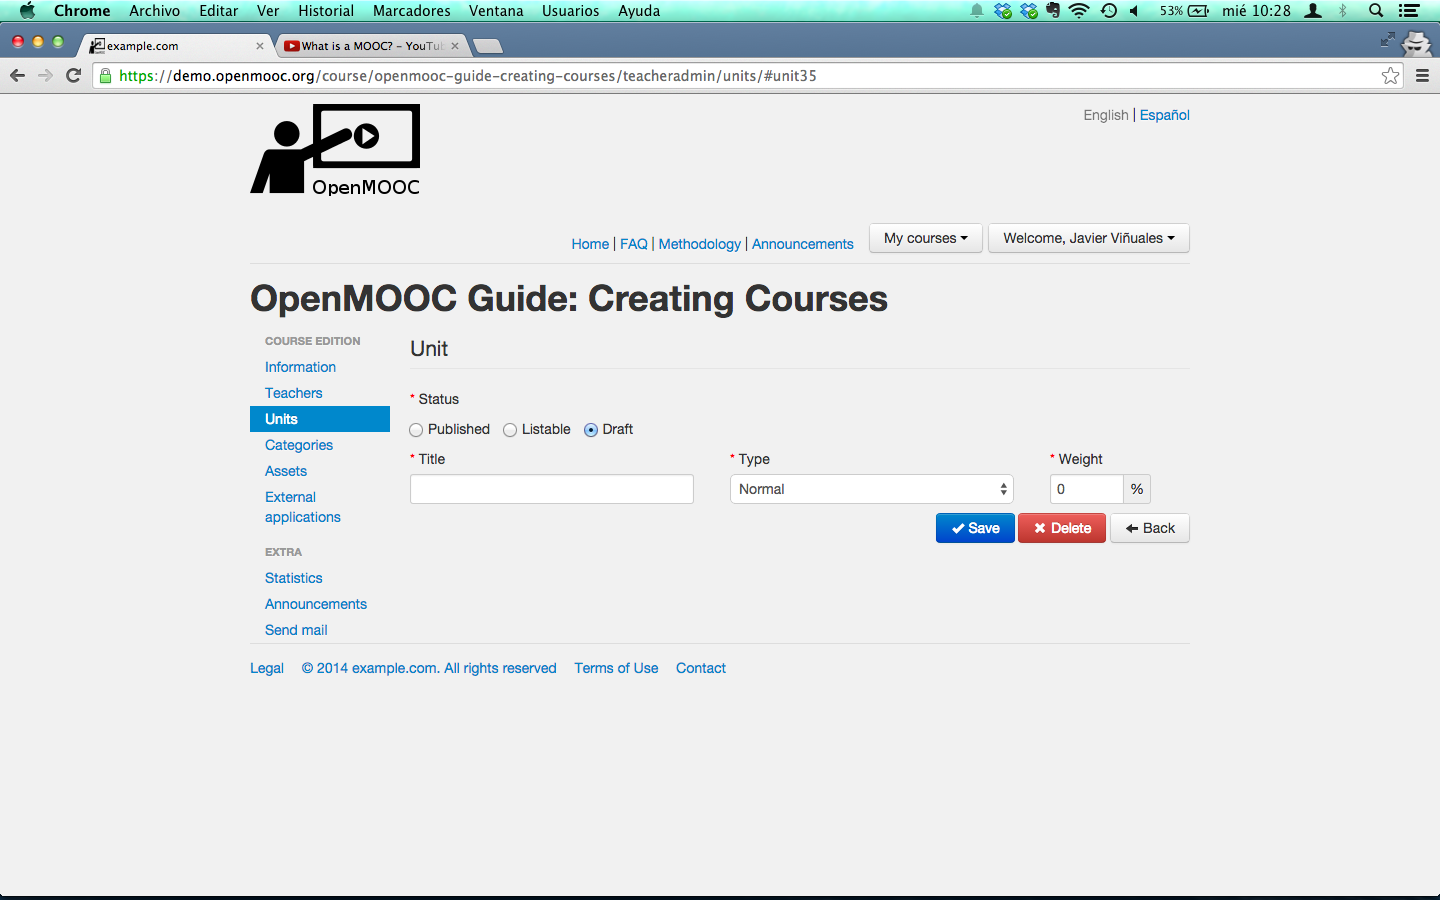 Chrome Archivo Editar Ver Historial Marcadores Ventana Usuarios Ayuda 53% mié 10:28
example.com What is a MOOC? – YouTub
https://demo.openmooc.org/course/openmooc-guide-creating-courses/teacheradmin/units/#unit35
English | Español
OpenMOOC
Home | FAQ | Methodology | Announcements My courses Welcome, Javier Viñuales
OpenMOOC Guide: Creating Courses
COURSE EDITION
Information
Teachers
Units
Categories
Assets
External
applications
EXTRA
Statistics
Announcements
Send mail
Unit
* Status
Published Listable Draft
* Title * Type * Weight
Normal 0 %
Save Delete Back
Legal © 2014 example.com. All rights reserved Terms of Use Contact